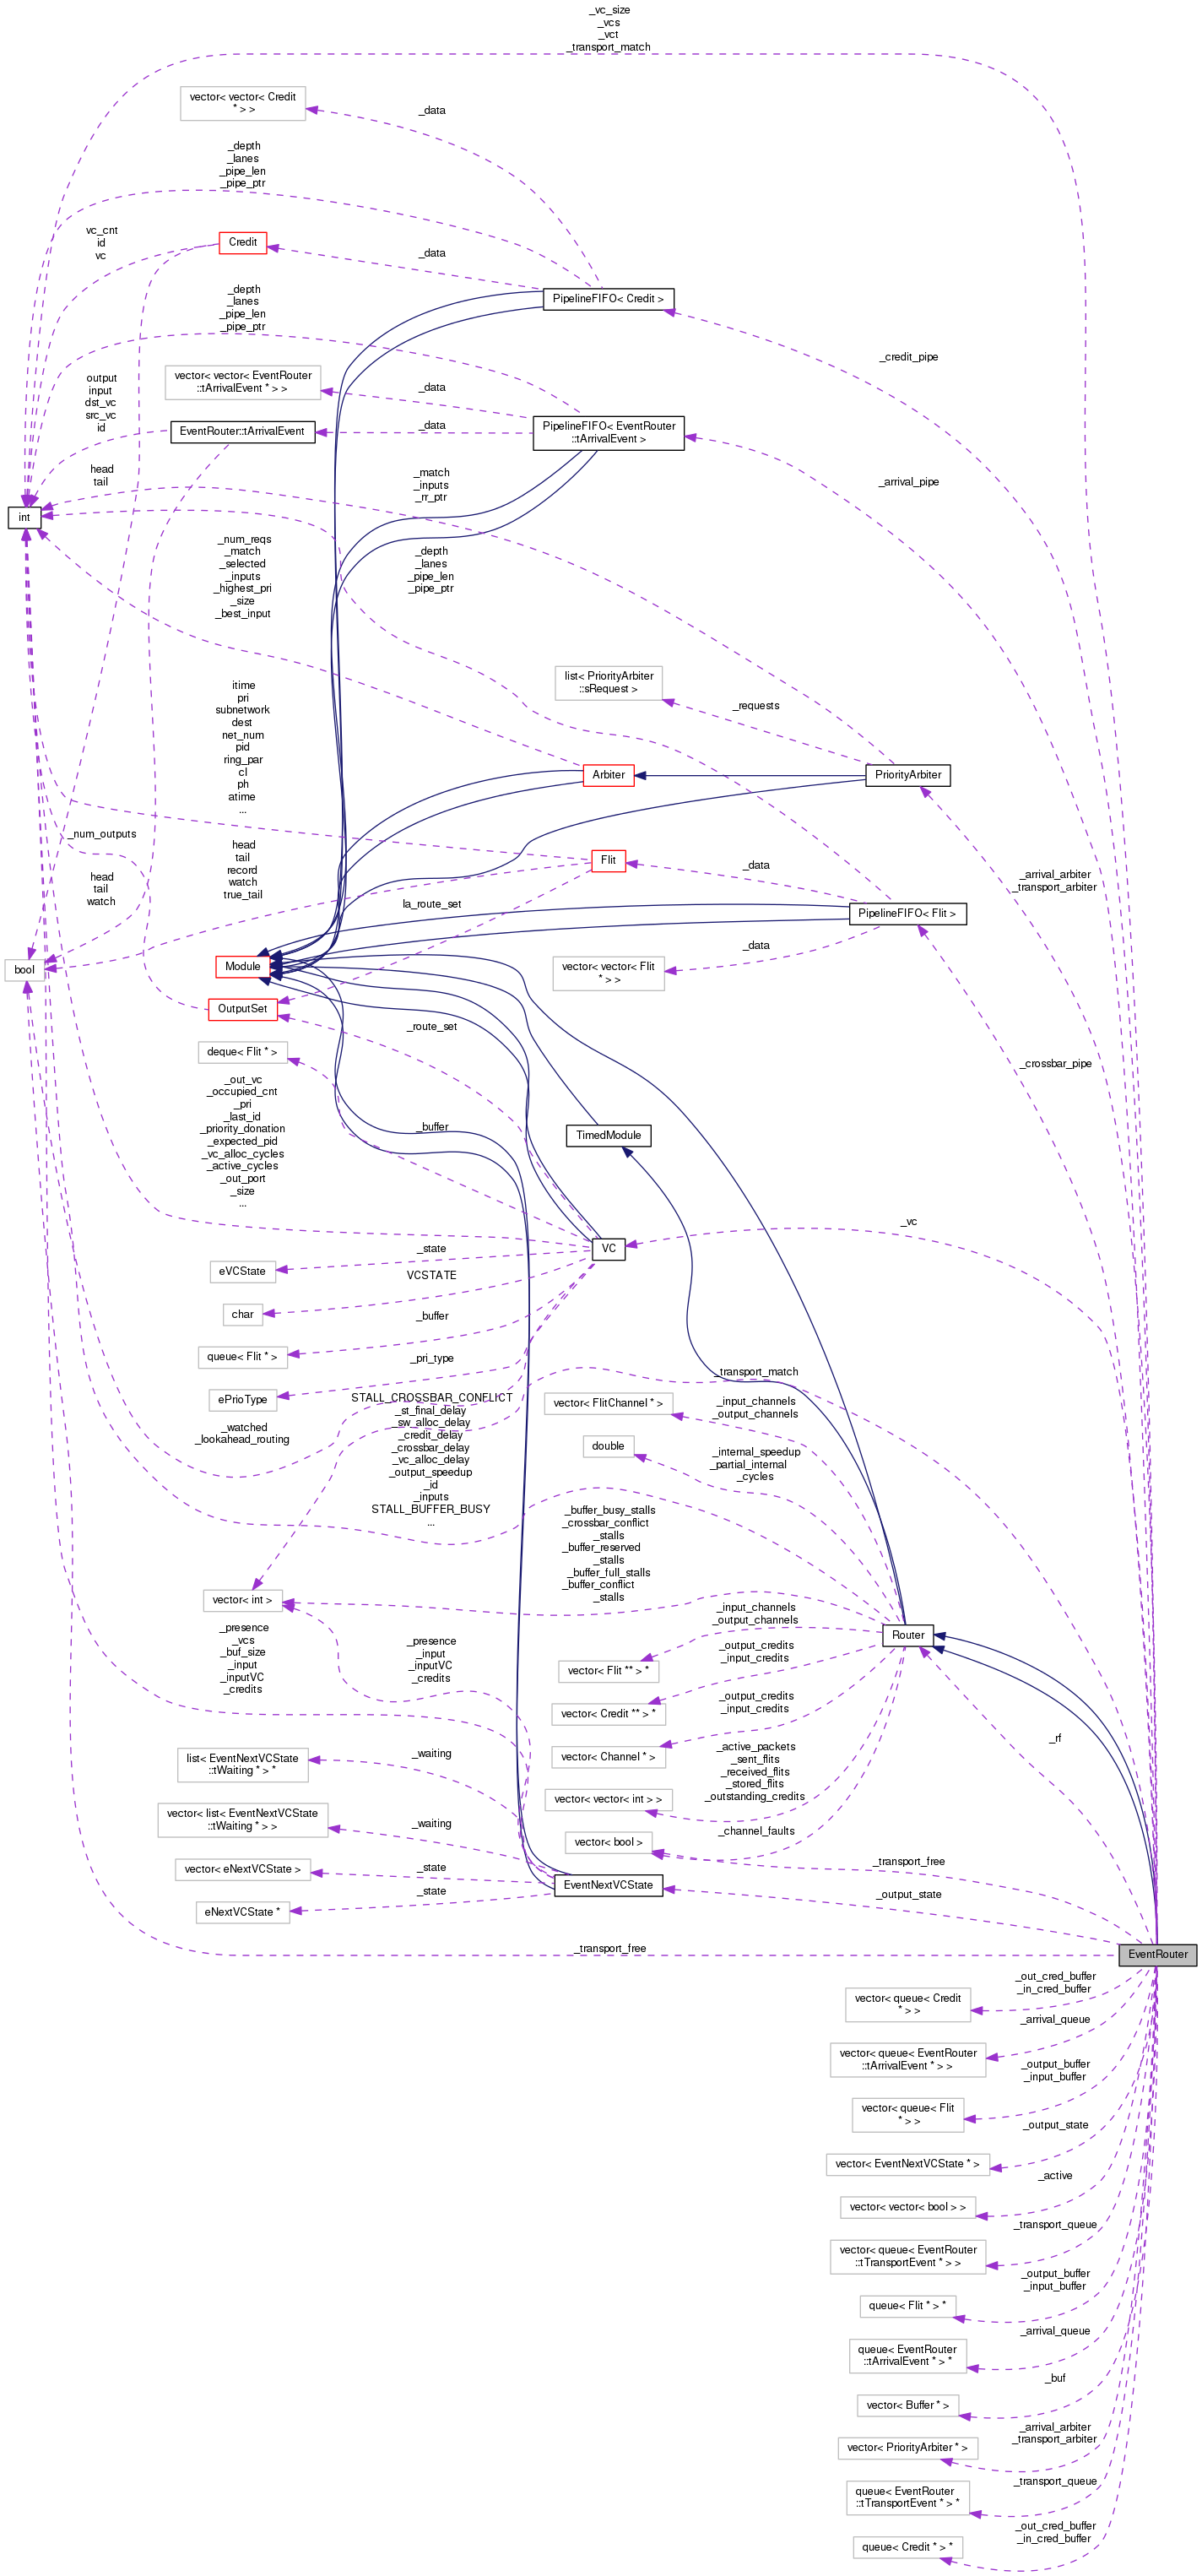 _vc_size
_vcs
_vct
_transport_match
vector< vector< Credit
* > >
_data
_depth
_lanes
_pipe_len
_pipe_ptr
vc_cnt
id
vc
Credit
_data
_depth
_lanes
_pipe_len
_pipe_ptr
PipelineFIFO< Credit >
_credit_pipe
output
input
dst_vc
src_vc
id
vector< vector< EventRouter
::tArrivalEvent * > >
_data
EventRouter::tArrivalEvent
_data
PipelineFIFO< EventRouter
::tArrivalEvent >
_arrival_pipe
head
tail
_match
_inputs
_rr_ptr
int
_num_reqs
_match
_selected
_inputs
_highest_pri
_size
_best_input
_depth
_lanes
_pipe_len
_pipe_ptr
list< PriorityArbiter
::sRequest >
_requests
itime
pri
subnetwork
dest
net_num
pid
ring_par
cl
ph
atime
...
Arbiter
PriorityArbiter
_num_outputs
head
tail
record
watch
true_tail
Flit
_data
_arrival_arbiter
_transport_arbiter
head
tail
watch
la_route_set
PipelineFIFO< Flit >
bool
Module
_data
vector< vector< Flit
* > >
OutputSet
_route_set
deque< Flit * >
_crossbar_pipe
_out_vc
_occupied_cnt
_pri
_last_id
_priority_donation
_expected_pid
_vc_alloc_cycles
_active_cycles
_out_port
_size
...
_buffer
TimedModule
_vc
VC
_state
eVCState
VCSTATE
char
_buffer
queue< Flit * >
_pri_type
ePrioType
_transport_match
_watched
_lookahead_routing
STALL_CROSSBAR_CONFLICT
_st_final_delay
_sw_alloc_delay
_credit_delay
_crossbar_delay
_vc_alloc_delay
_output_speedup
_id
_inputs
STALL_BUFFER_BUSY
...
vector< FlitChannel * >
_input_channels
_output_channels
double
_internal_speedup
_partial_internal
_cycles
_buffer_busy_stalls
_crossbar_conflict
_stalls
_buffer_reserved
_stalls
_buffer_full_stalls
_buffer_conflict
_stalls
vector< int >
_input_channels
_output_channels
Router
_presence
_vcs
_buf_size
_input
_inputVC
_credits
_presence
_input
_inputVC
_credits
vector< Flit ** > *
_output_credits
_input_credits
vector< Credit ** > *
_output_credits
_input_credits
_rf
vector< Channel * >
list< EventNextVCState
::tWaiting * > *
_waiting
_active_packets
_sent_flits
_received_flits
_stored_flits
_outstanding_credits
vector< vector< int > >
vector< list< EventNextVCState
::tWaiting * > >
_waiting
_channel_faults
vector< bool >
_transport_free
vector< eNextVCState >
_state
EventNextVCState
_output_state
_state
eNextVCState *
_transport_free
EventRouter
_out_cred_buffer
_in_cred_buffer
vector< queue< Credit
* > >
_arrival_queue
vector< queue< EventRouter
::tArrivalEvent * > >
_output_buffer
_input_buffer
vector< queue< Flit
* > >
_output_state
vector< EventNextVCState * >
_active
vector< vector< bool > >
_transport_queue
vector< queue< EventRouter
::tTransportEvent * > >
_output_buffer
_input_buffer
queue< Flit * > *
_arrival_queue
queue< EventRouter
::tArrivalEvent * > *
_buf
vector< Buffer * >
_arrival_arbiter
_transport_arbiter
vector< PriorityArbiter * >
_transport_queue
queue< EventRouter
::tTransportEvent * > *
_out_cred_buffer
_in_cred_buffer
queue< Credit * > *